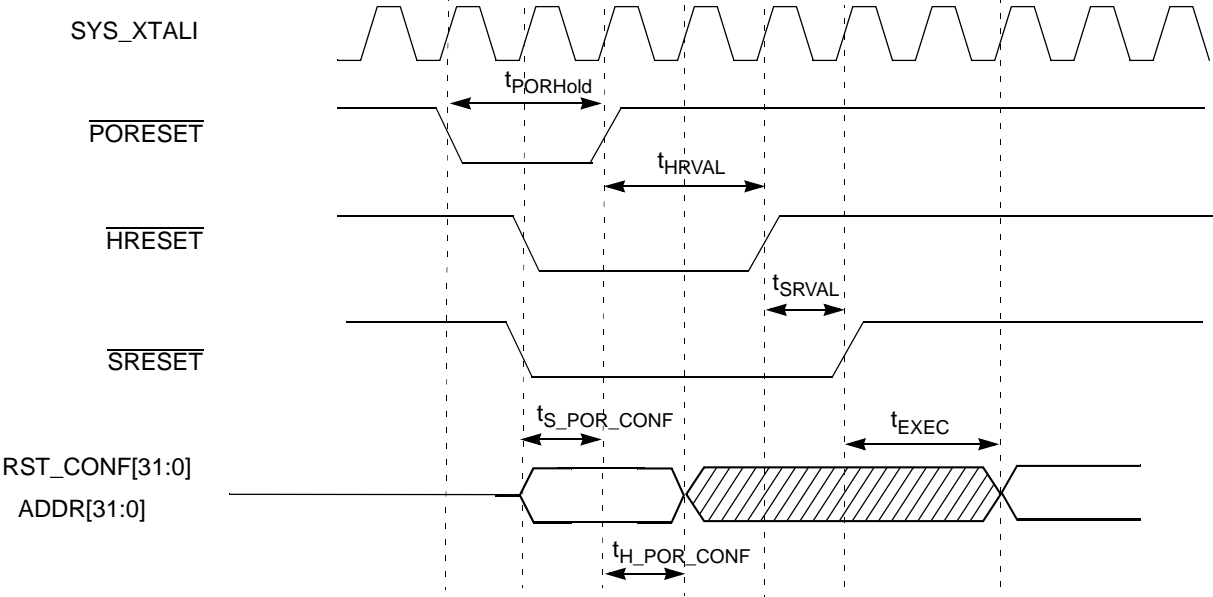 SYS_XTALI
tPORHold
PORESET
tHRVAL
HRESET
tSRVAL
SRESET
tS_POR_CONF
tEXEC
RST_CONF[31:0]
ADDR[31:0]
tH_POR_CONF